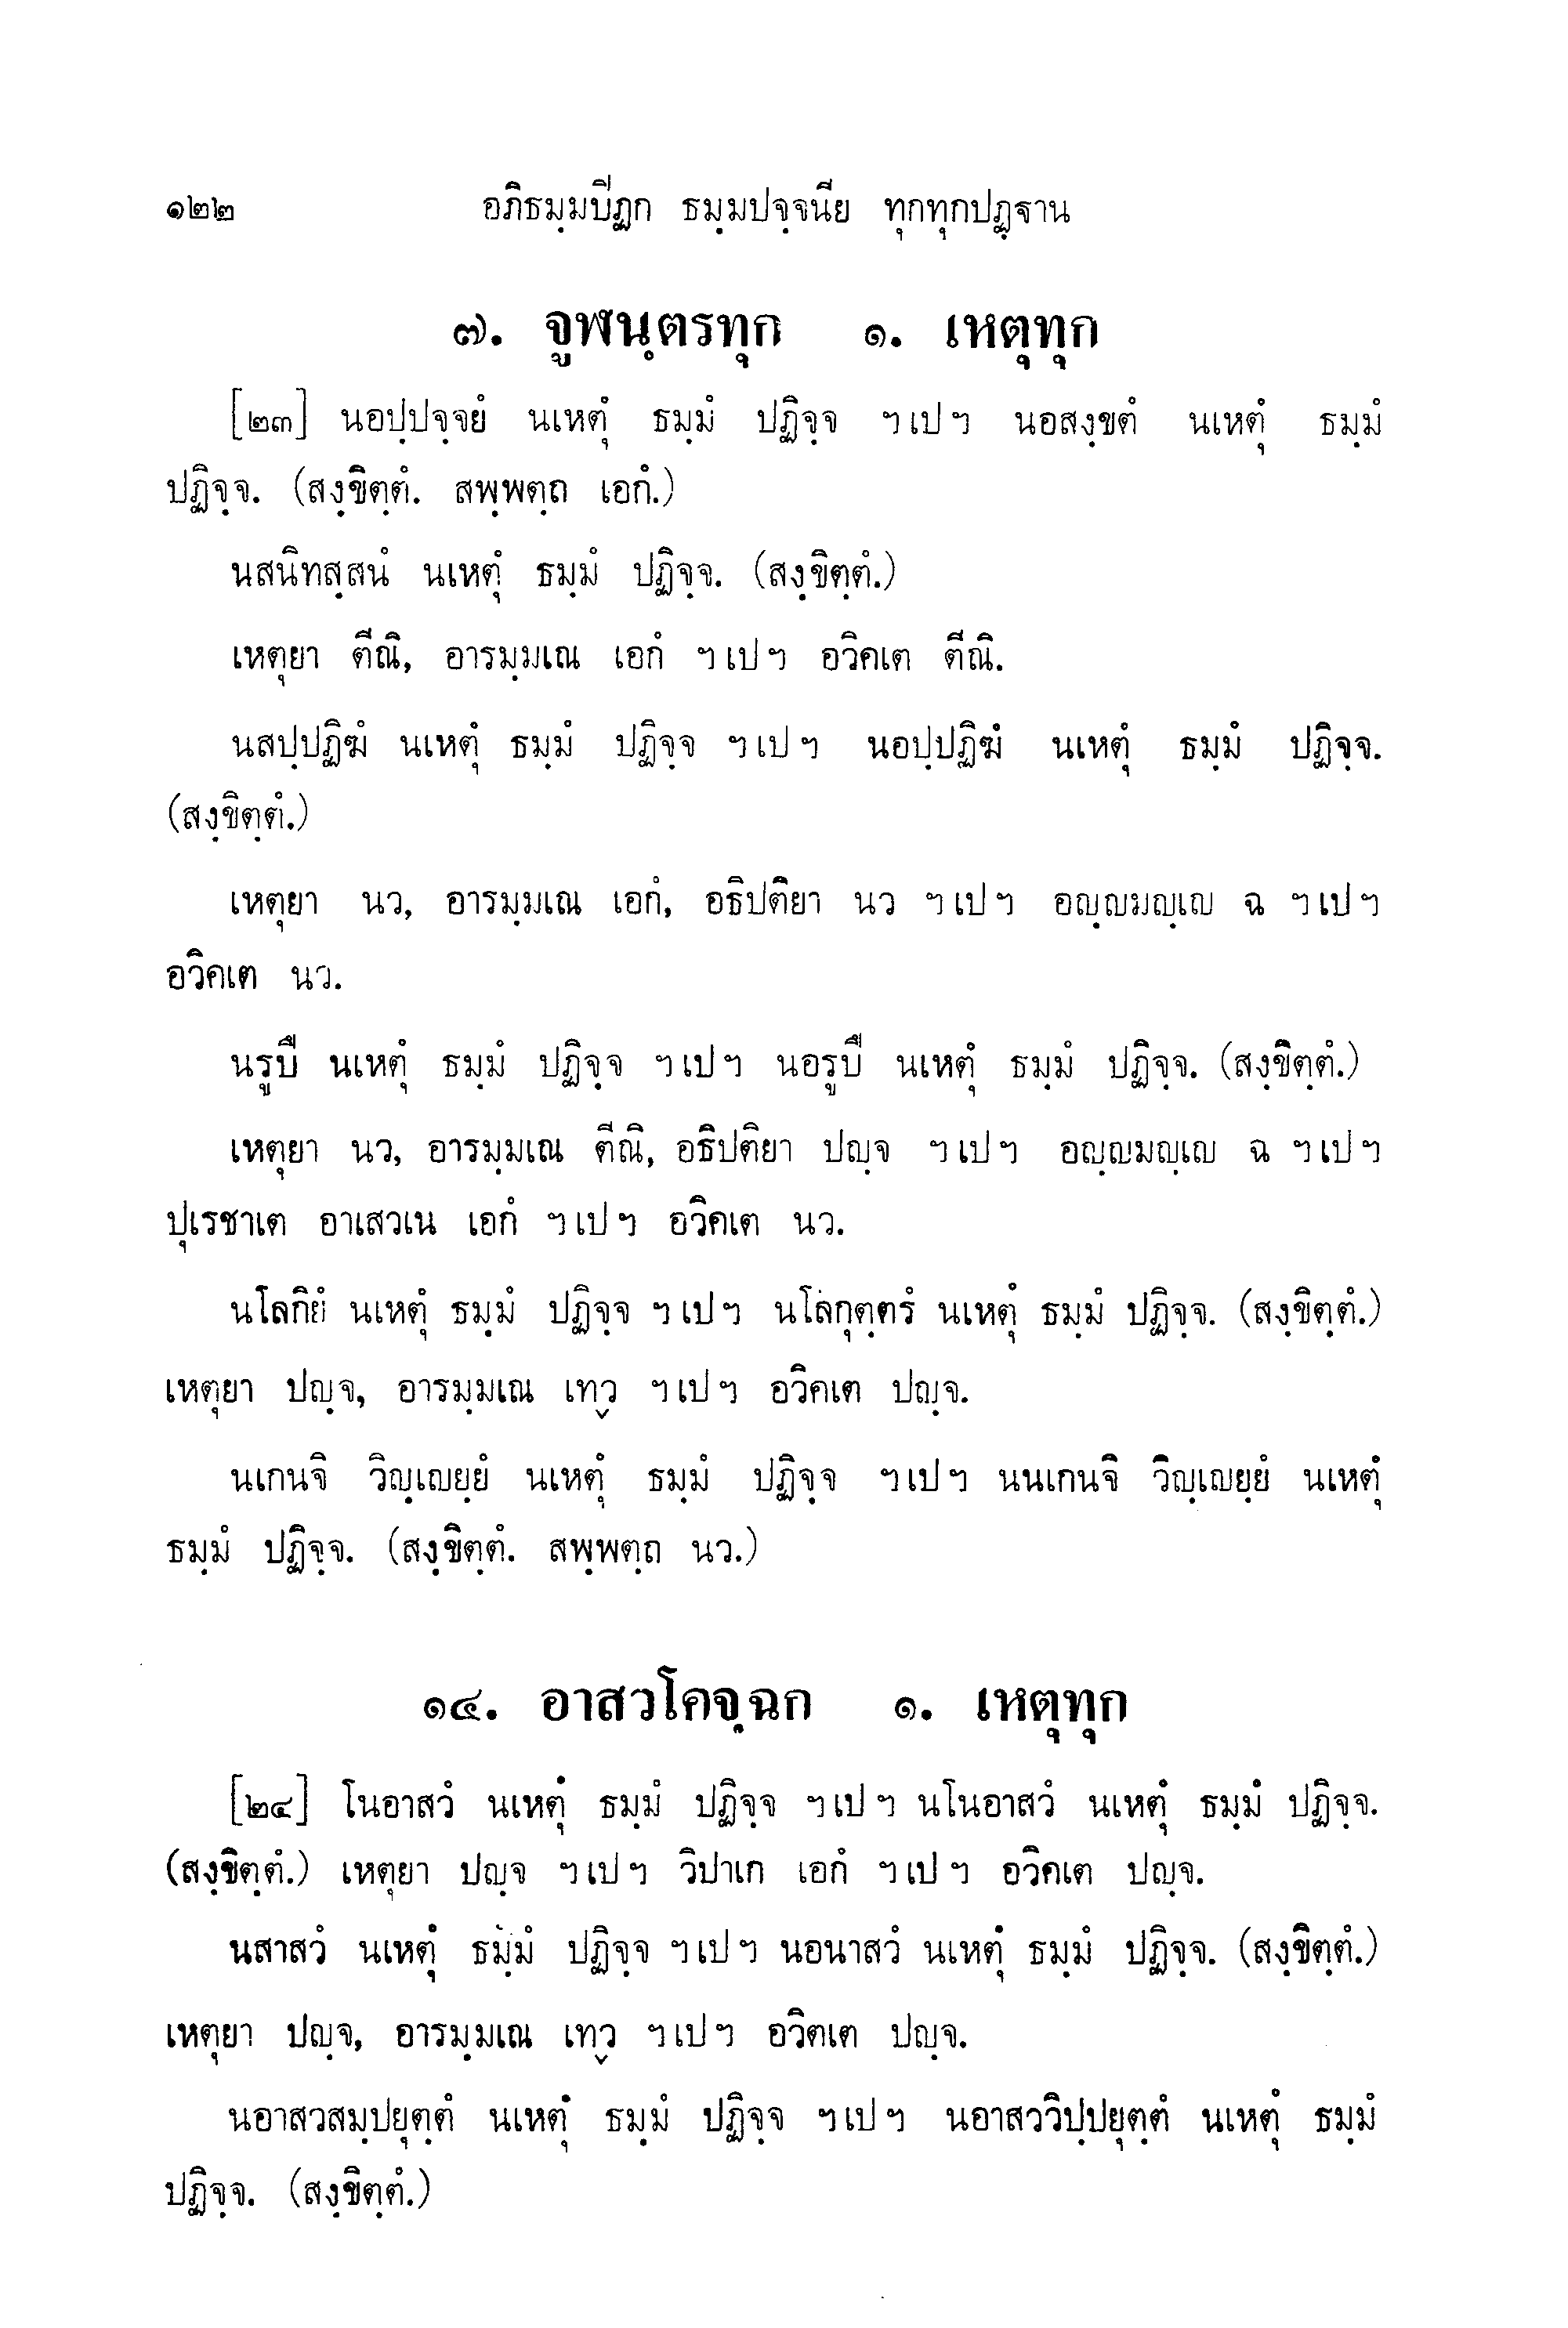 ๑๒๒ อภิธมฺมปิฏก ธมฺมปจฺจนีย ทุกทุกปฏฺฐาน
๗. จูฬนฺตรทุก ๑. เหตุทุก
[๒๓] นอปฺปจฺจยํ นเหตุํ ธมฺมํ ปฏิจฺจ ฯเปฯ นอสงฺขตํ นเหตุํ ธมฺมํ
ปฏิจฺจ. (สงฺขิตฺตํ. สพฺพตฺถ เอกํ.)
นสนิทสฺสนํ นเหตุํ ธมฺมํ ปฏิจฺจ. (สงฺขิตฺตํ.)
เหตุยา ตีณิ, อารมฺมเณ เอกํ ฯเปฯ อวิคเต ตีณิ.
นสปฺปฏิฆํ นเหตุํ ธมฺมํ ปฏิจฺจ ฯเปฯ นอปฺปฏิฆํ นเหตุํ ธมฺมํ ปฏิจฺจ.
(สงฺขิตฺตํ.)
เหตุยา นว, อารมฺมเณ เอกํ, อธิปติยา นว ฯเปฯ อญฺญมญฺเญ ฉ ฯเปฯ
อวิคเต นว.
นรูปึ นเหตุํ ธมฺมํ ปฏิจฺจ ฯเปฯ นอรูปึ นเหตุํ ธมฺมํ ปฏิจฺจ. (สงฺขิตฺตํ.)
เหตุยา นว, อารมฺมเณ ตีณิ, อธิปติยา ปญฺจ ฯเปฯ อญฺญมญฺเญ ฉ ฯเปฯ
ปุเรชาเต อาเสวเน เอกํ ฯเปฯ อวิคเต นว.
นโลกิยํ นเหตุํ ธมฺมํ ปฏิจฺจ ฯเปฯ นโลกุตฺตรํ นเหตุํ ธมฺมํ ปฏิจฺจ. (สงฺขิตฺตํ.)
เหตุยา ปญฺจ, อารมฺมเณ เทฺว ฯเปฯ อวิคเต ปญฺจ.
นเกนจิ วิญฺเญยฺยํ นเหตุํ ธมฺมํ ปฏิจฺจ ฯเปฯ นนเกนจิ วิญฺเญยฺยํ นเหตุํ
ธมฺมํ ปฏิจฺจ. (สงฺขิตฺตํ. สพฺพตฺถ นว.)
๑๔. อาสวโคจฺฉก ๑. เหตุทุก
[๒๔] โนอาสวํ นเหตุํ ธมฺมํ ปฏิจฺจ ฯเปฯ นโนอาสวํ นเหตุํ ธมฺมํ ปฏิจฺจ.
(สงฺขิตฺตํ.) เหตุยา ปญฺจ ฯเปฯ วิปาเก เอกํ ฯเปฯ อวิคเต ปญฺจ.
นสาสวํ นเหตุํ ธมฺมํ ปฏิจฺจ ฯเปฯ นอนาสวํ นเหตุํ ธมฺมํ ปฏิจฺจ. (สงฺขิตฺตํ.)
เหตุยา ปญฺจ, อารมฺมเณ เทฺว ฯเปฯ อวิตเต ปญฺจ.
นอาสวสมฺปยุตฺตํ นเหตุํ ธมฺมํ ปฏิจฺจ ฯเปฯ นอาสววิปฺปยุตฺตํ นเหตุํ ธมฺมํ
ปฏิจฺจ. (สงฺขิตฺตํ.)